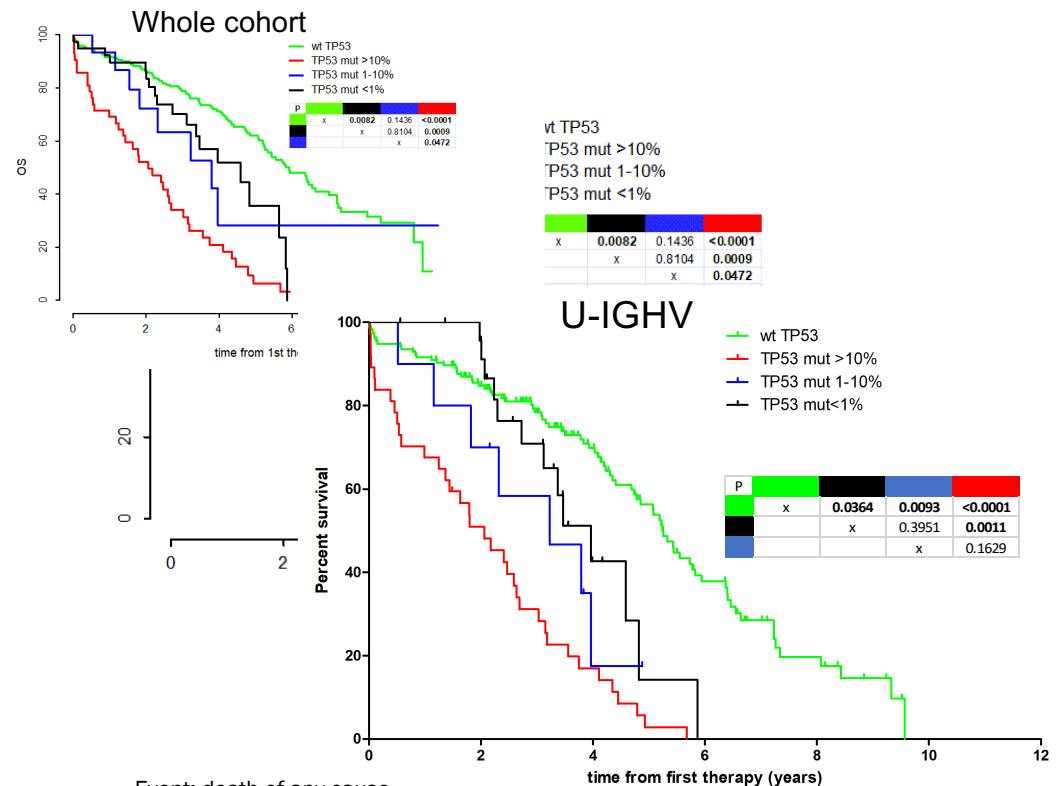 Whole cohort
wt TP53
TP53 mut >10%
TP53 mut 1-10%
TP53 mut <1%
P
x 0.0082 0.1436 <0.0001
x 0.8104 0.0009
x 0.0472
OS
100
80
60
40
20
0
0 2 4 6
time from 1st th
wt TP53
TP53 mut >10%
TP53 mut 1-10%
TP53 mut <1%
x 0.0082 0.1436 <0.0001
x 0.8104 0.0009
x 0.0472
20
0
0 2
U-IGHV
wt TP53
TP53 mut >10%
TP53 mut 1-10%
TP53 mut<1%
P
x 0.0364 0.0093 <0.0001
x 0.3951 0.0011
x 0.1629
Percent survival
100
80
60
40
20
0
0 2 4 6 8 10 12
time from first therapy (years)
Event: death of any cause